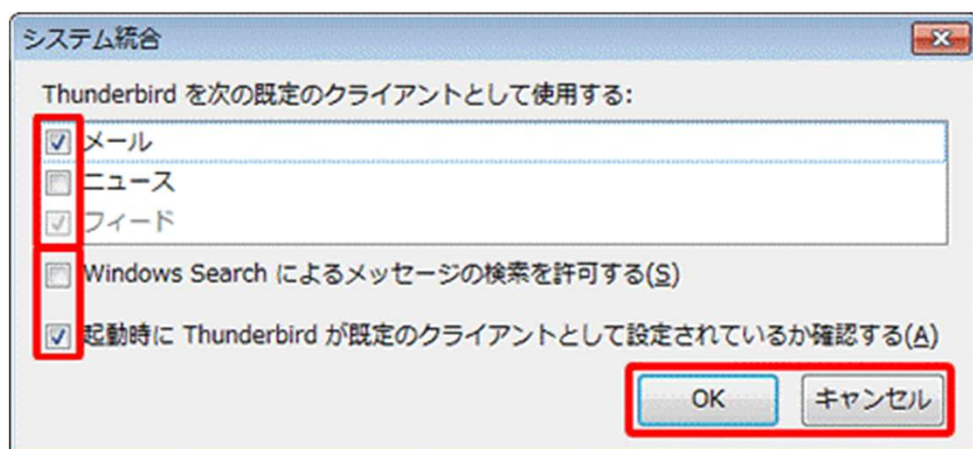 システム統合
Thunderbird を次の既定のクライアントとして使用する:
メール
ニュース
フィード
Windows Search によるメッセージの検索を許可する(S)
起動時に Thunderbird が既定のクライアントとして設定されているか確認する(A)
OK キャンセル